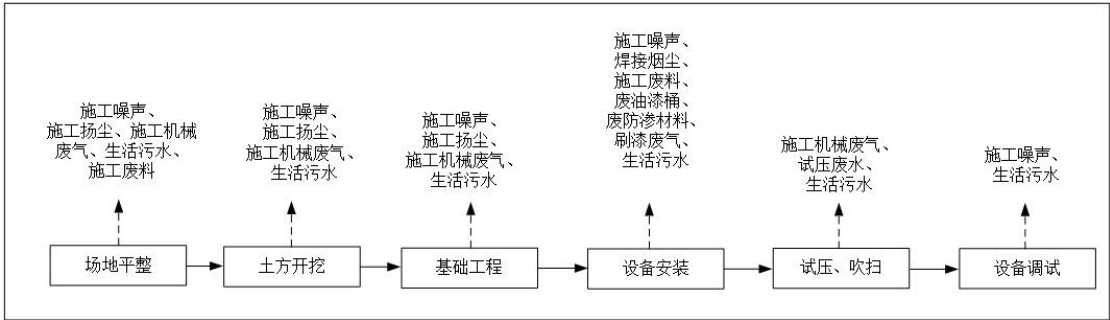 施工噪声、
施工扬尘、施工机械
废气、生活污水、
施工废料
施工噪声、
施工扬尘、
施工机械废气、
生活污水
施工噪声、
施工扬尘、
施工机械废气、
生活污水
施工噪声、
焊接烟尘、
施工废料、
废油漆桶、
废防渗材料、
刷漆废气、
生活污水
施工机械废气、
试压废水、
生活污水
施工噪声、
生活污水
场地平整
土方开挖
基础工程
设备安装
试压、吹扫
设备调试